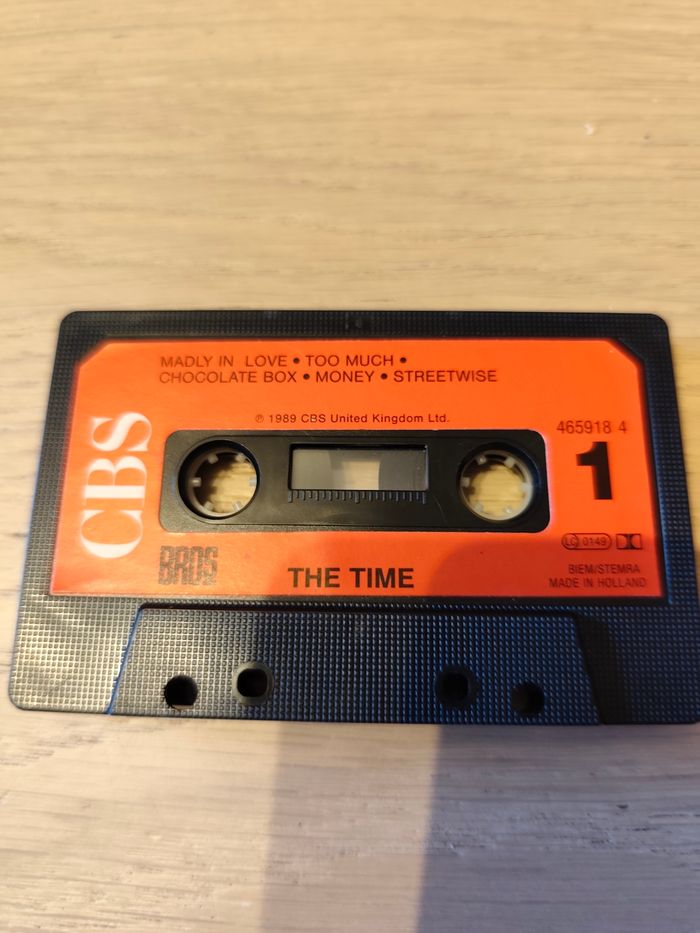 MADLY IN LOVE • TOO MUCH •
CHOCOLATE BOX • MONEY • STREETWISE
℗ 1989 CBS United Kingdom Ltd.
465918 4
1
CBS
LC 0149
BROS
THE TIME
BIEM/STEMRA
MADE IN HOLLAND